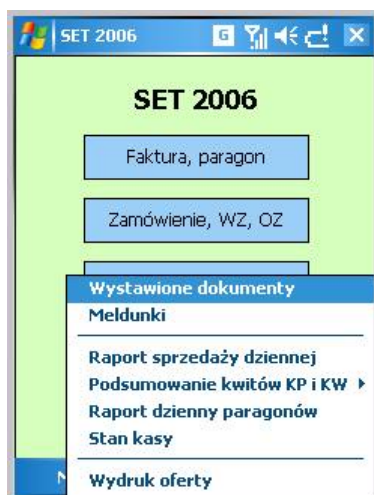 SET 2006
G
SET 2006
Faktura, paragon
Zamówienie, WZ, OZ
Wystawione dokumenty
Meldunki
Raport sprzedaży dziennej
Podsumowanie kwitów KP i KW
Raport dzienny paragonów
Stan kasy
Wydruk oferty